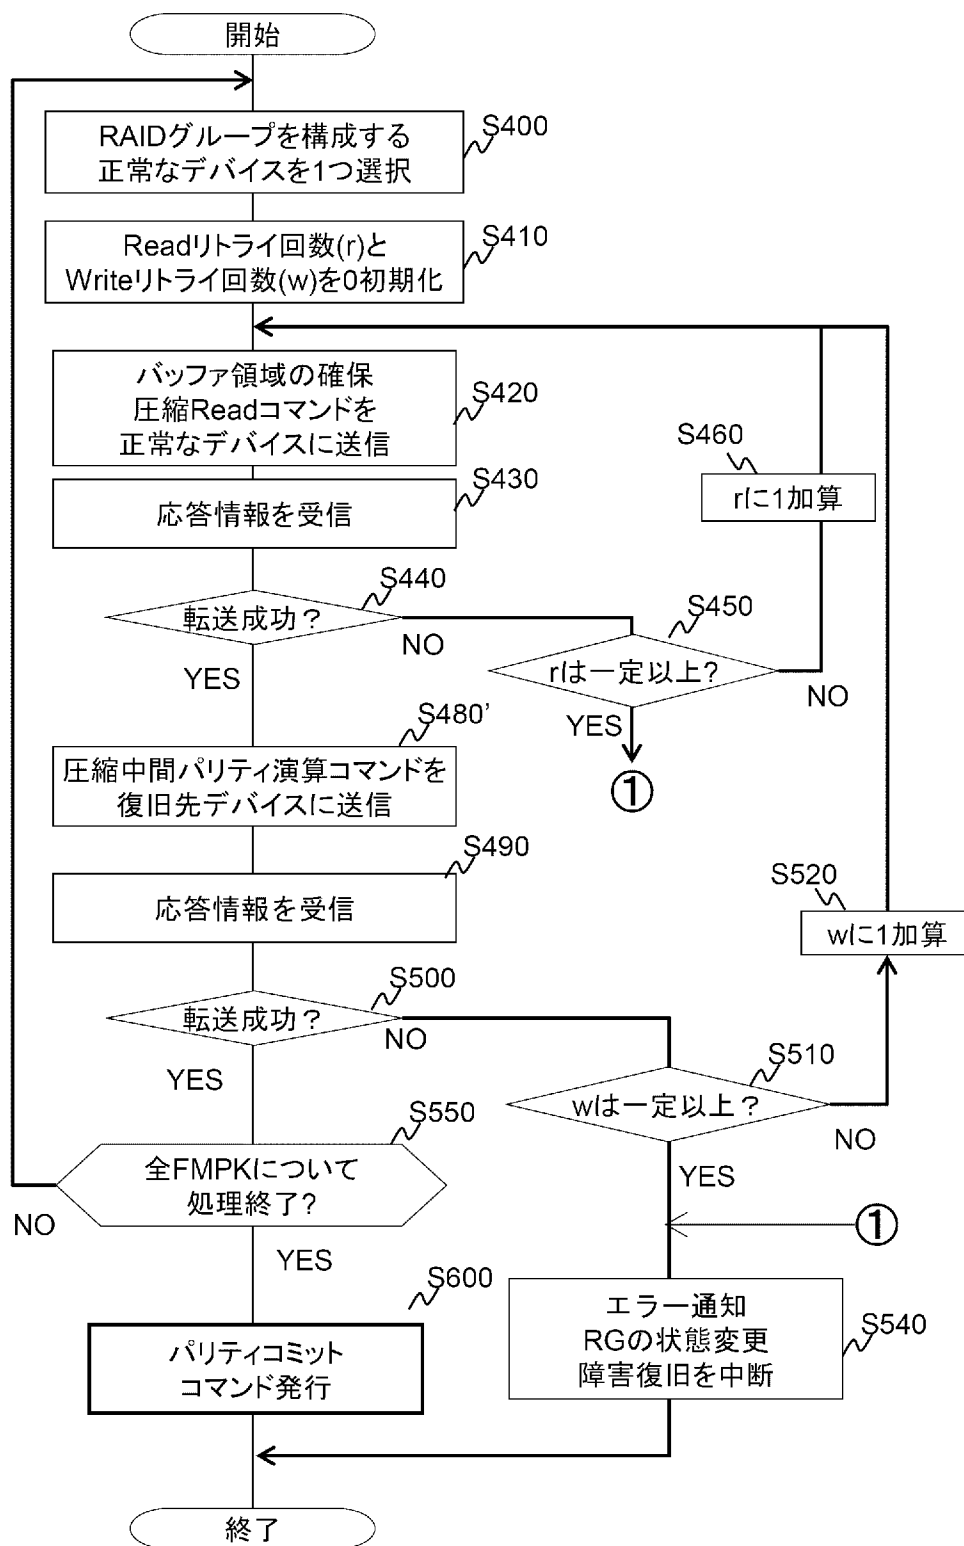 開始
RAIDグループを構成する
正常なデバイスを1つ選択
S400
Readリトライ回数(r)と
Writeリトライ回数(w)を0初期化
S410
バッファ領域の確保
圧縮Readコマンドを
正常なデバイスに送信
S420
S460
rに1加算
応答情報を受信
S430
転送成功？
S440
NO
YES
rは一定以上?
S450
NO
YES
①
圧縮中間パリティ演算コマンドを
復旧先デバイスに送信
S480’
応答情報を受信
S490
S520
wに1加算
転送成功？
S500
NO
YES
wは一定以上？
S510
NO
YES
全FMPKについて
処理終了?
S550
NO
YES
①
パリティコミット
コマンド発行
S600
エラー通知
RGの状態変更
障害復旧を中断
S540
終了